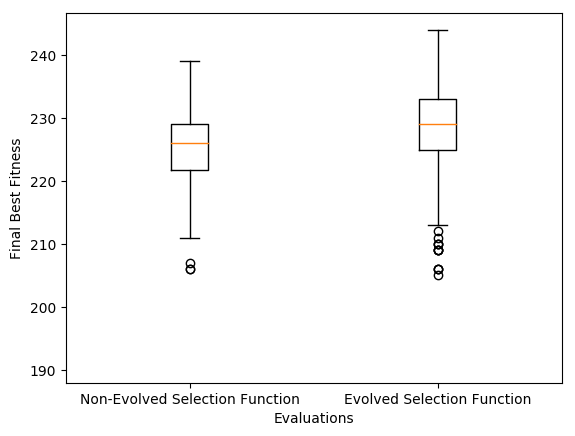 Final Best Fitness
240
230
220
210
200
190
Non-Evolved Selection Function
Evolved Selection Function
Evaluations